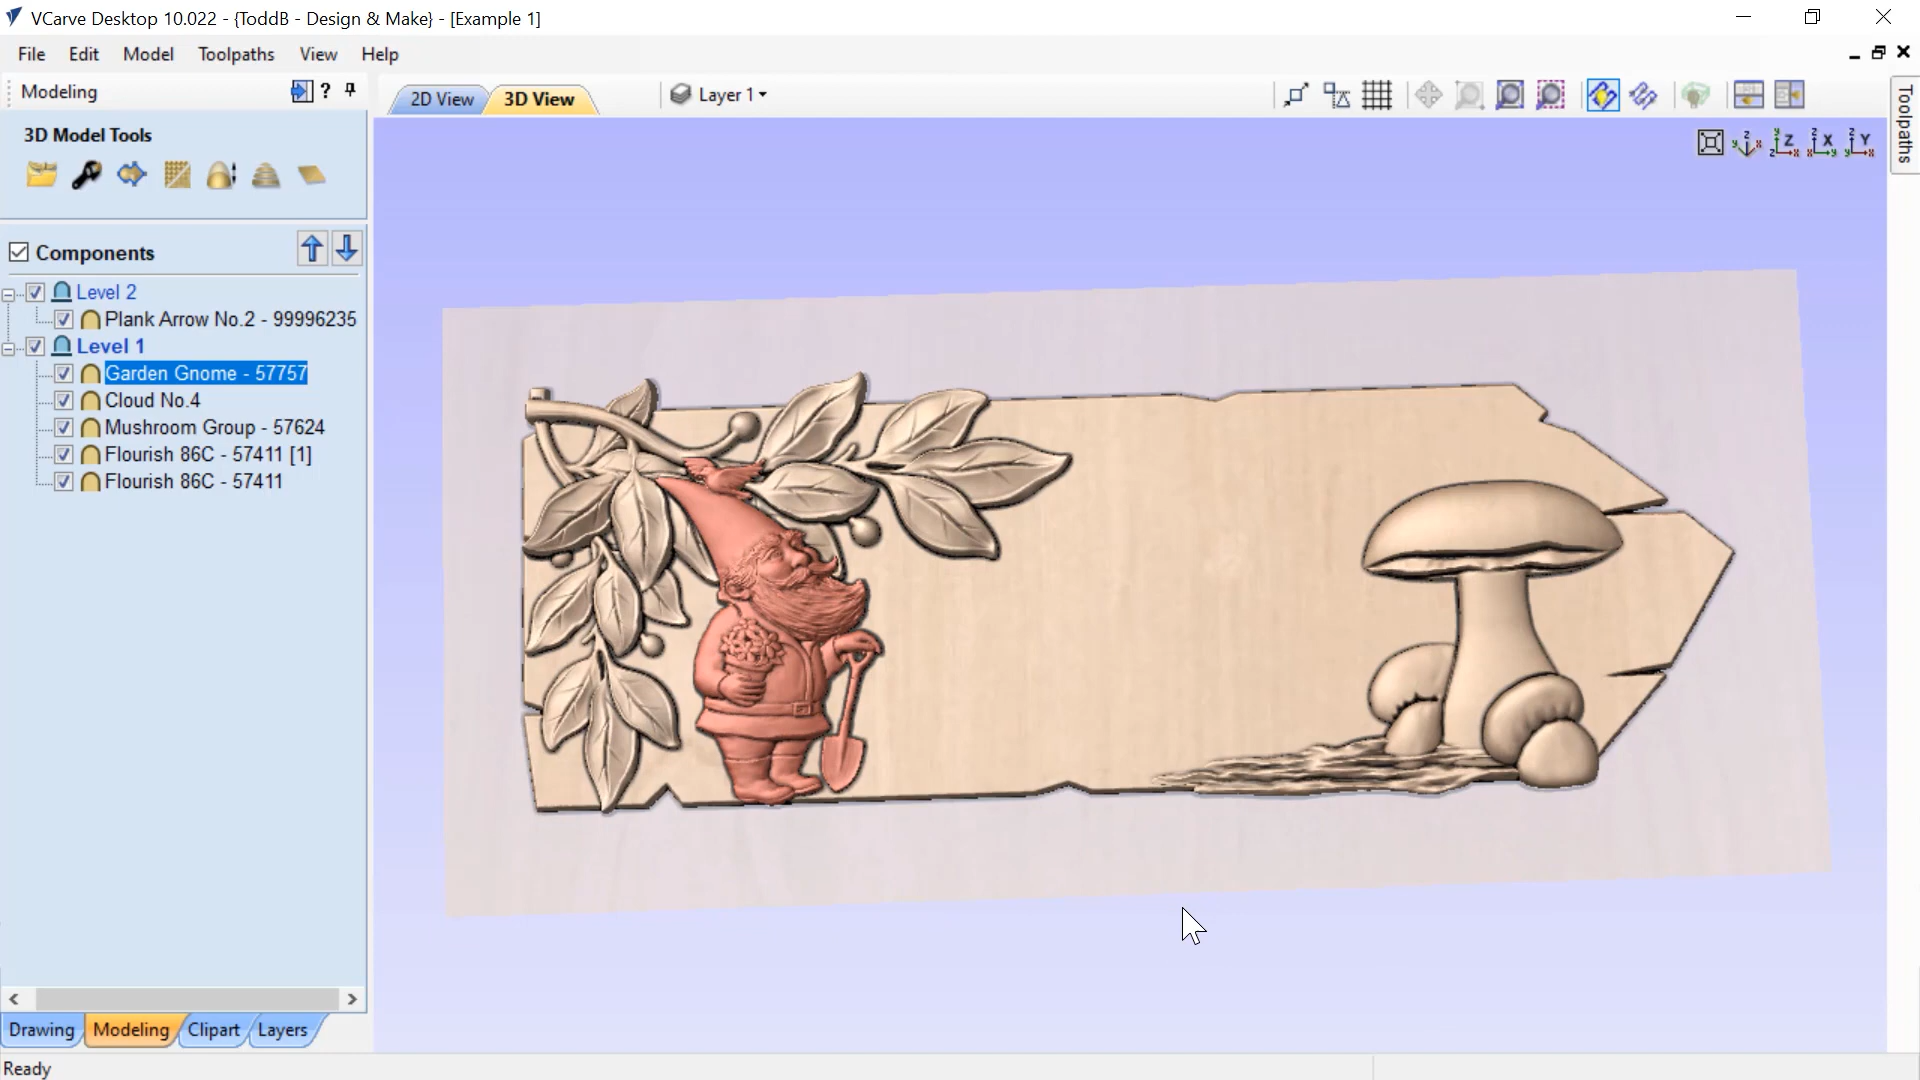 VCarve Desktop 10.022 - {ToddB - Design & Make} - [Example 1]
File Edit Model Toolpaths View Help
Modeling
?
2D View
3D View
Layer 1
Toolpaths
3D Model Tools
Components
Level 2
Plank Arrow No.2 - 99996235
Level 1
Garden Gnome - 57757
Cloud No.4
Mushroom Group - 57624
Flourish 86C - 57411 [1]
Flourish 86C - 57411
Drawing Modeling Clipart Layers
Ready